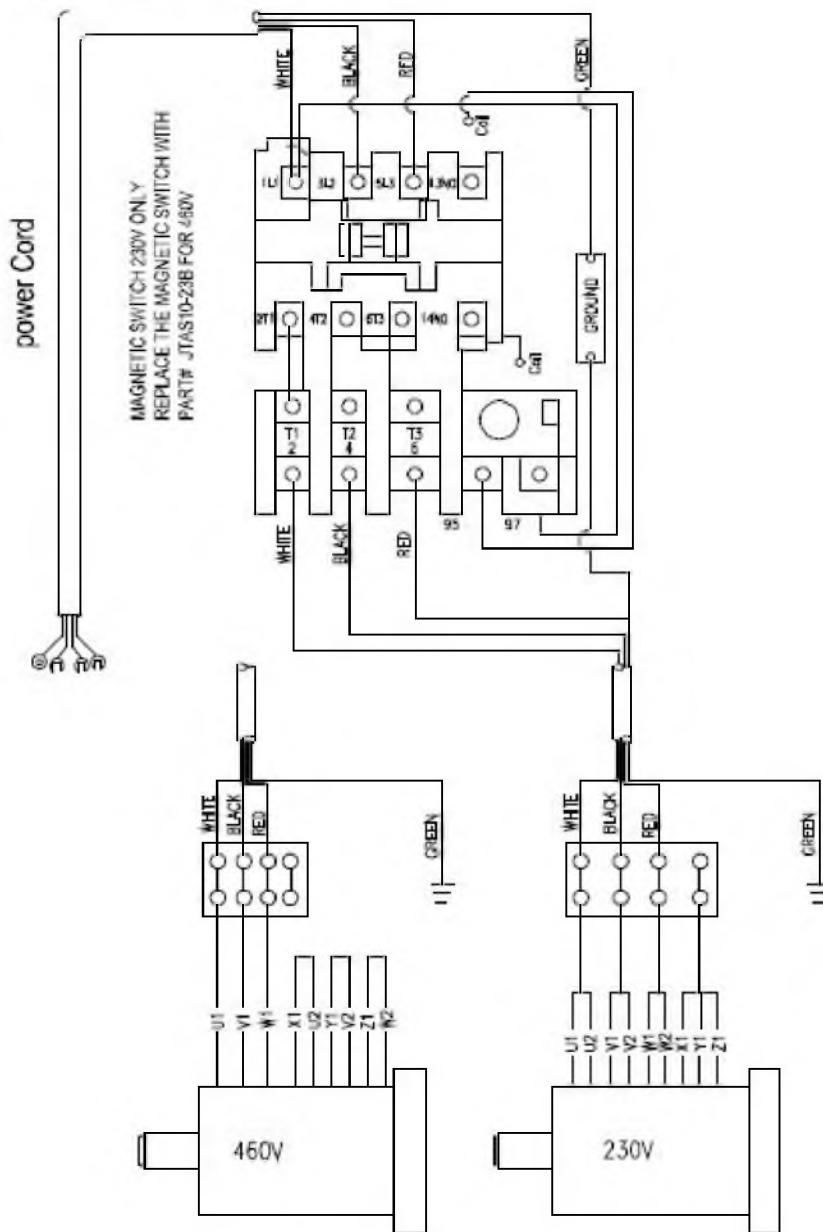 power Cord
MAGNETIC SWITCH 230V ONLY
REPLACE THE MAGNETIC SWITCH WITH
PART# JTAS10-23B FOR 460V
WHITE
BLACK
RED
GREEN
Coil
1L1
3L2
5L3
13NO
2T1
4T2
6T3
14NO
Coil
GROUND
T1
2
T2
4
T3
6
95
97
WHITE
BLACK
RED
WHITE
BLACK
RED
GREEN
WHITE
BLACK
RED
GREEN
U1
V1
W1
X1
U2
Y1
V2
Z1
W2
U1
U2
V1
V2
W1
W2
X1
Y1
Z1
460V
230V